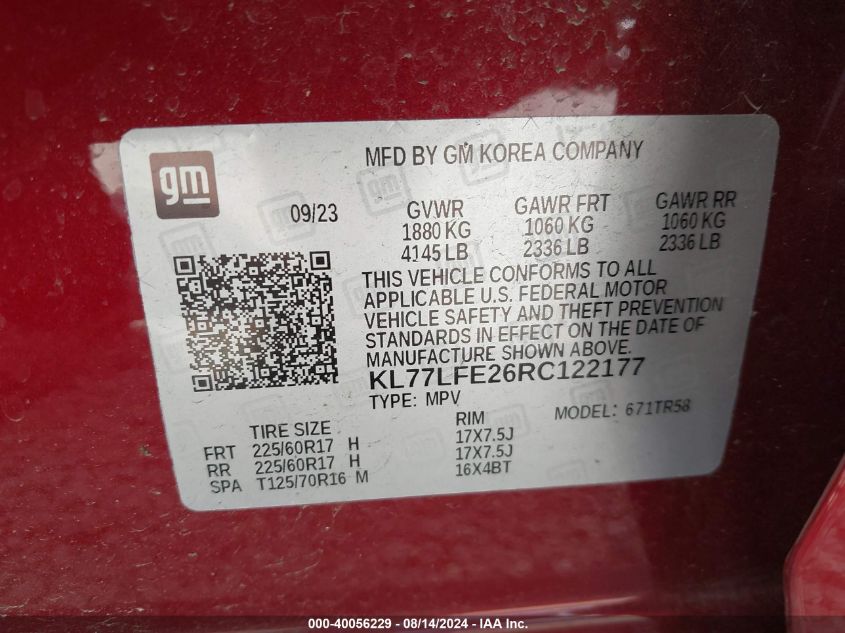 gm
MFD BY GM KOREA COMPANY
09/23
GVWR GAWR FRT GAWR RR
1880 KG 1060 KG 1060 KG
4145 LB 2336 LB 2336 LB
THIS VEHICLE CONFORMS TO ALL
APPLICABLE U.S. FEDERAL MOTOR
VEHICLE SAFETY AND THEFT PREVENTION
STANDARDS IN EFFECT ON THE DATE OF
MANUFACTURE SHOWN ABOVE.
KL77LFE26RC122177
TYPE: MPV MODEL: 671TR58
TIRE SIZE RIM
FRT 225/60R17 H 17X7.5J
RR 225/60R17 H 17X7.5J
SPA T125/70R16 M 16X4BT
000-40056229 - 08/14/2024 - IAA Inc.